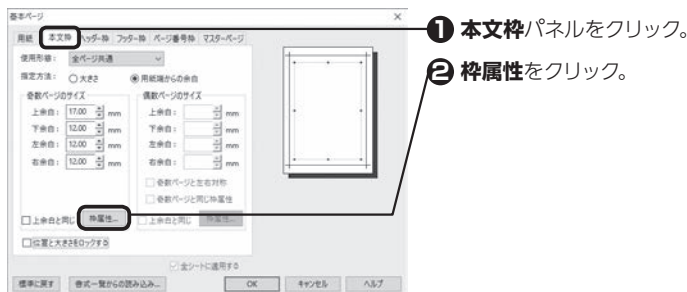 基本ページ
用紙 本文枠 ヘッダー枠 フッター枠 ページ番号枠 マスターページ
使用形態： 全ページ共通
指定方法： 大きさ 用紙端からの余白
奇数ページのサイズ 偶数ページのサイズ
上余白： 17.00 mm 上余白： mm
下余白： 12.00 mm 下余白： mm
左余白： 12.00 mm 左余白： mm
右余白： 12.00 mm 右余白： mm
奇数ページと左右対称
奇数ページと同じ枠属性
上余白と同じ 枠属性... 上余白と同じ 枠属性...
位置と大きさをロックする
全シートに適用する
標準に戻す 書式一覧からの読み込み... OK キャンセル ヘルプ
❶ 本文枠パネルをクリック。
❷ 枠属性をクリック。